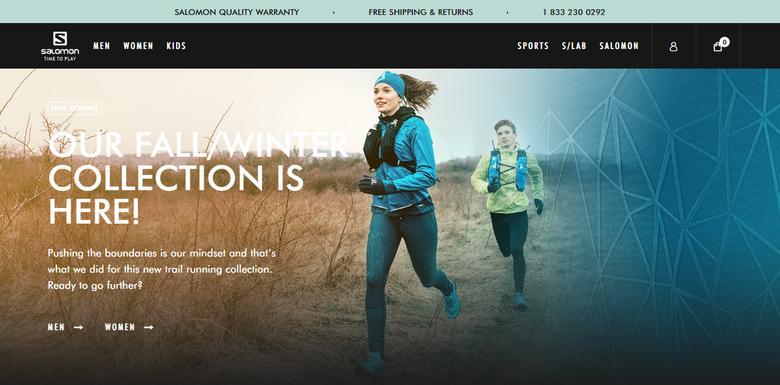 SALOMON QUALITY WARRANTY · FREE SHIPPING & RETURNS · 1 833 230 0292
SALOMON
TIME TO PLAY
MEN WOMEN KIDS
SPORTS S/LAB SALOMON
0
NEW ARRIVALS
OUR FALL/WINTER
COLLECTION IS
HERE!
Pushing the boundaries is our mindset and that's
what we did for this new trail running collection.
Ready to go further?
MEN → WOMEN →